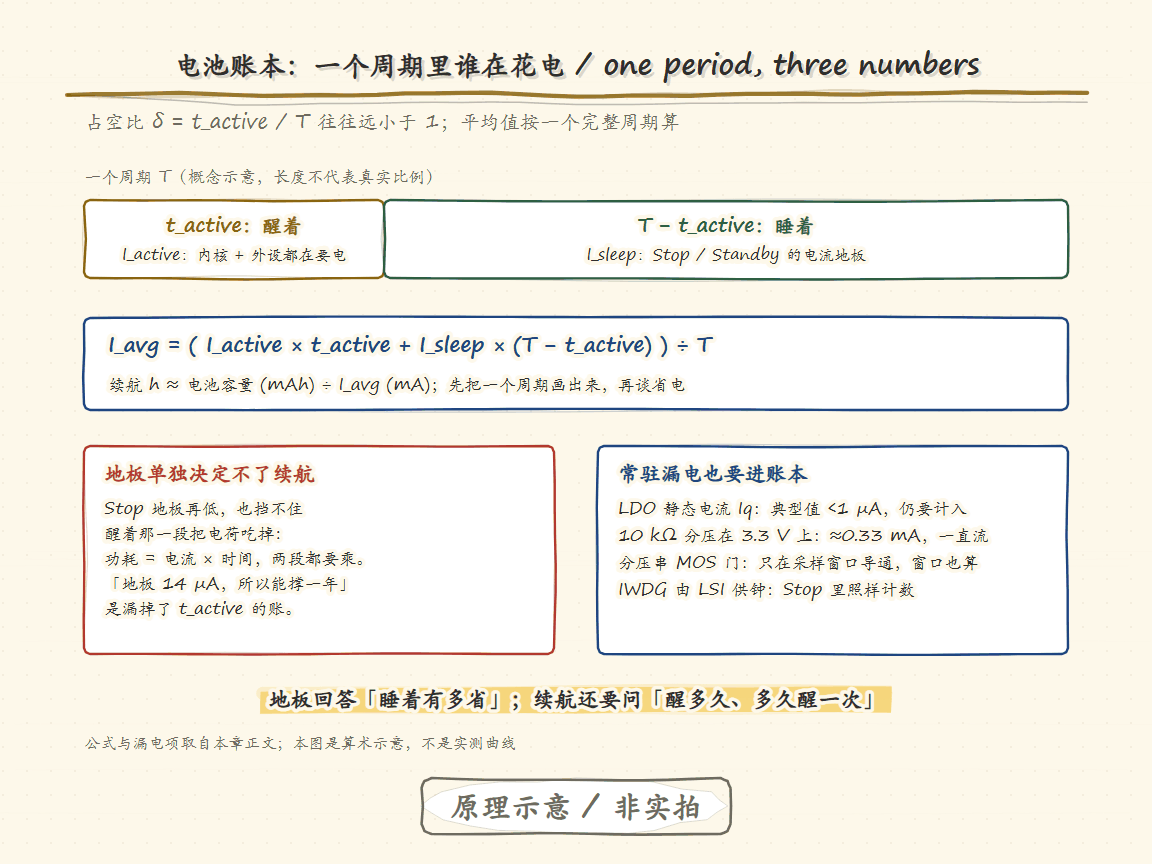 电池账本：一个周期里谁在花电 / one period, three numbers
占空比 δ = t_active / T 往往远小于 1；平均值按一个完整周期算
一个周期 T（概念示意，长度不代表真实比例）
t_active：醒着
I_active：内核 + 外设都在要电
T − t_active：睡着
I_sleep：Stop / Standby 的电流地板
I_avg = ( I_active × t_active + I_sleep × (T − t_active) ) ÷ T
续航 h ≈ 电池容量 (mAh) ÷ I_avg (mA)；先把一个周期画出来，再谈省电
地板单独决定不了续航
Stop 地板再低，也挡不住
醒着那一段把电荷吃掉：
功耗 = 电流 × 时间，两段都要乘。
「地板 14 μA，所以能撑一年」
是漏掉了 t_active 的账。
常驻漏电也要进账本
LDO 静态电流 Iq：典型值 <1 μA，仍要计入
10 kΩ 分压在 3.3 V 上：≈0.33 mA，一直流
分压串 MOS 门：只在采样窗口导通，窗口也算
IWDG 由 LSI 供钟：Stop 里照样计数
地板回答「睡着有多省」；续航还要问「醒多久、多久醒一次」
公式与漏电项取自本章正文；本图是算术示意，不是实测曲线
原理示意 / 非实拍